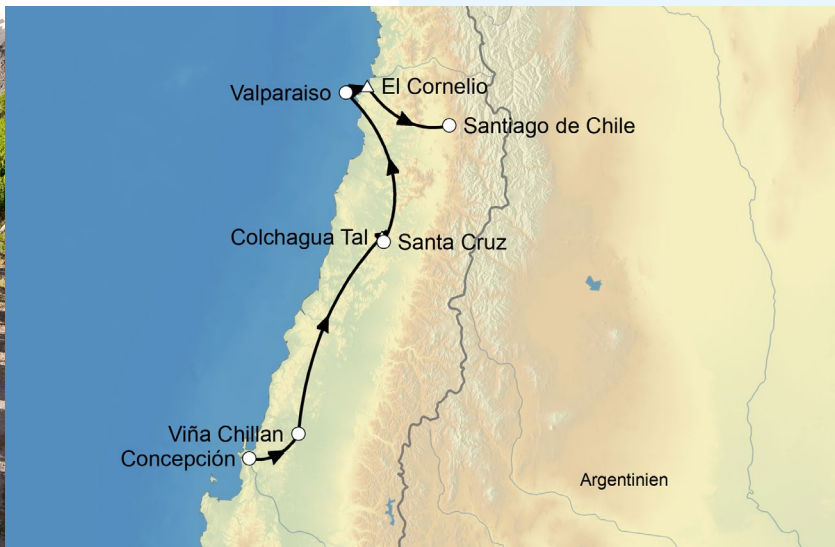 El Cornelio
Valparaiso
Santiago de Chile
Colchagua Tal
Santa Cruz
Viña Chillan
Concepción
Argentinien